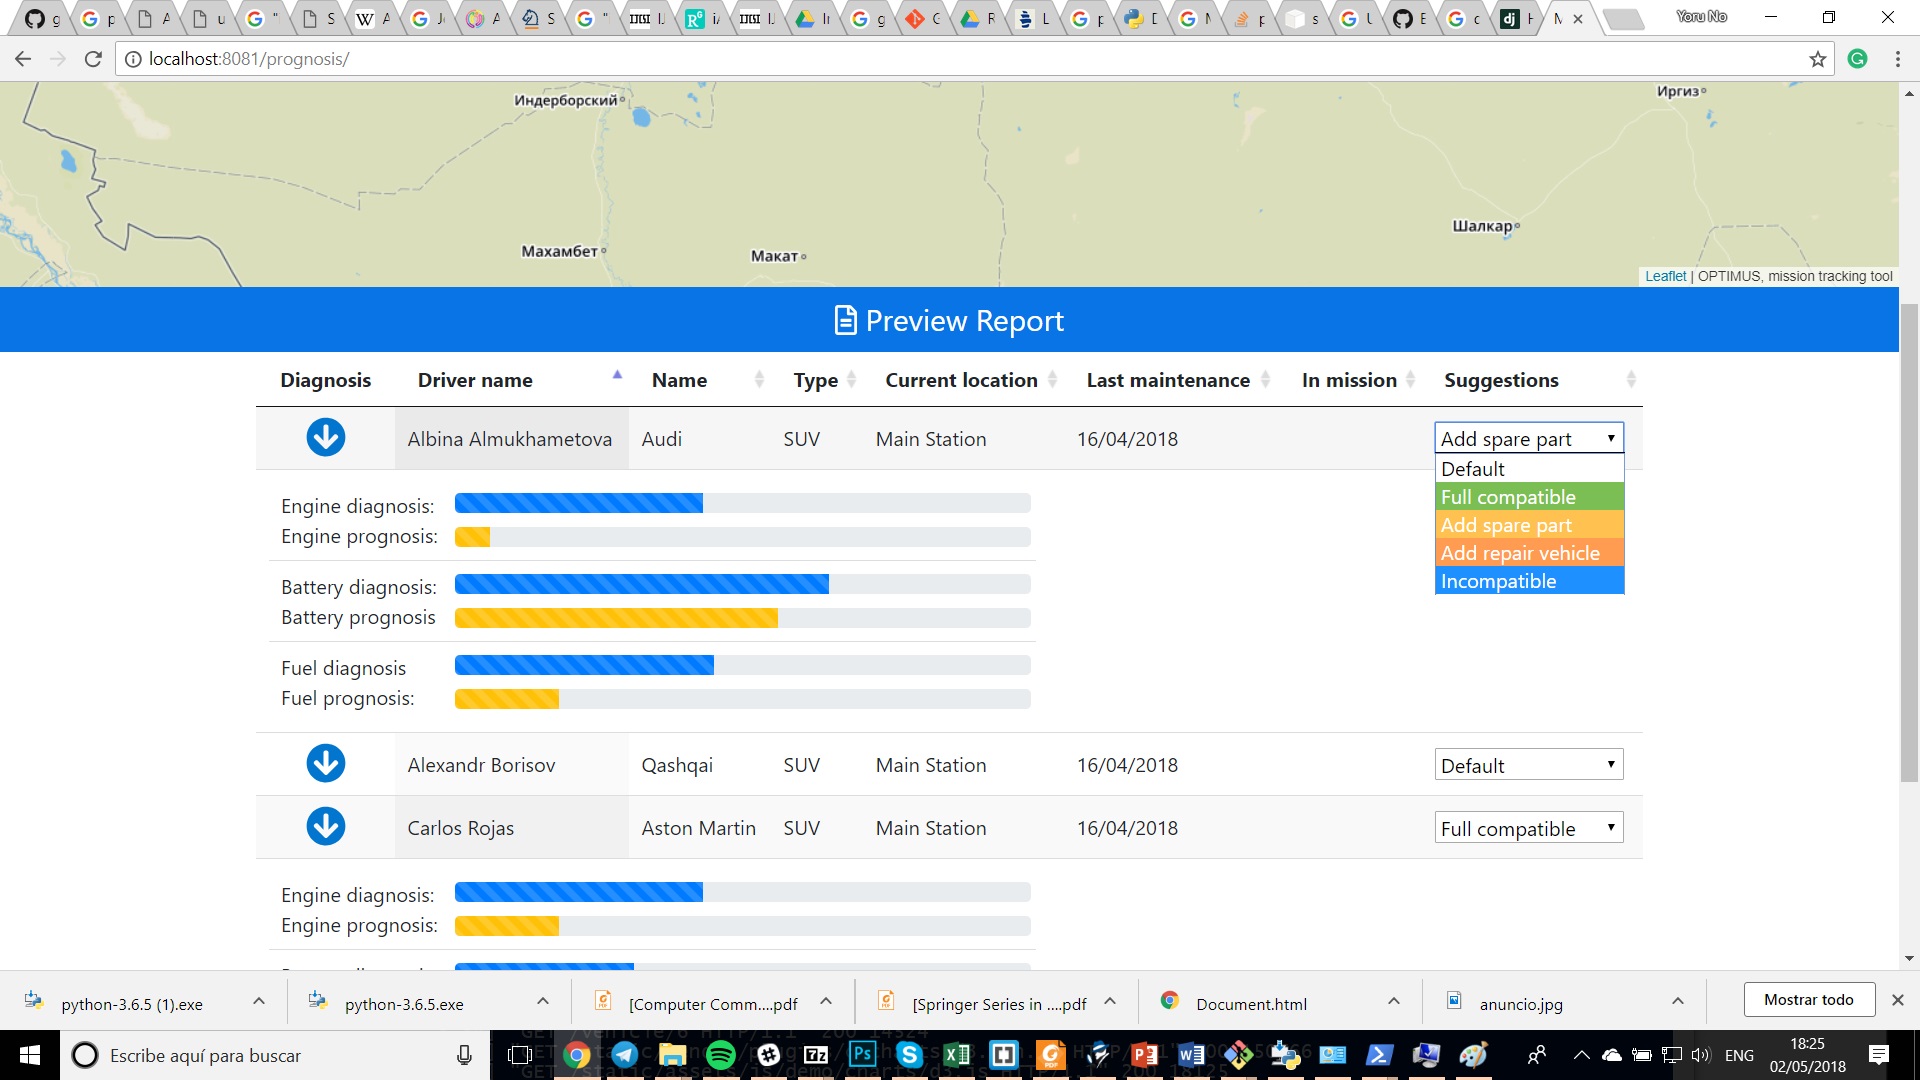 Yoru No
localhost:8081/prognosis/
Индерборский
Иргиз
Шалкар
Махамбет
Макат
Leaflet | OPTIMUS, mission tracking tool
Preview Report
Diagnosis Driver name Name Type Current location Last maintenance In mission Suggestions
Albina Almukhametova Audi SUV Main Station 16/04/2018 Add spare part
Default
Full compatible
Add spare part
Add repair vehicle
Incompatible
Engine diagnosis:
Engine prognosis:
Battery diagnosis:
Battery prognosis
Fuel diagnosis
Fuel prognosis:
Alexandr Borisov Qashqai SUV Main Station 16/04/2018 Default
Carlos Rojas Aston Martin SUV Main Station 16/04/2018 Full compatible
Engine diagnosis:
Engine prognosis:
python-3.6.5 (1).exe python-3.6.5.exe [Computer Comm....pdf [Springer Series in ....pdf Document.html anuncio.jpg Mostrar todo
Escribe aquí para buscar
ENG
18:25
02/05/2018